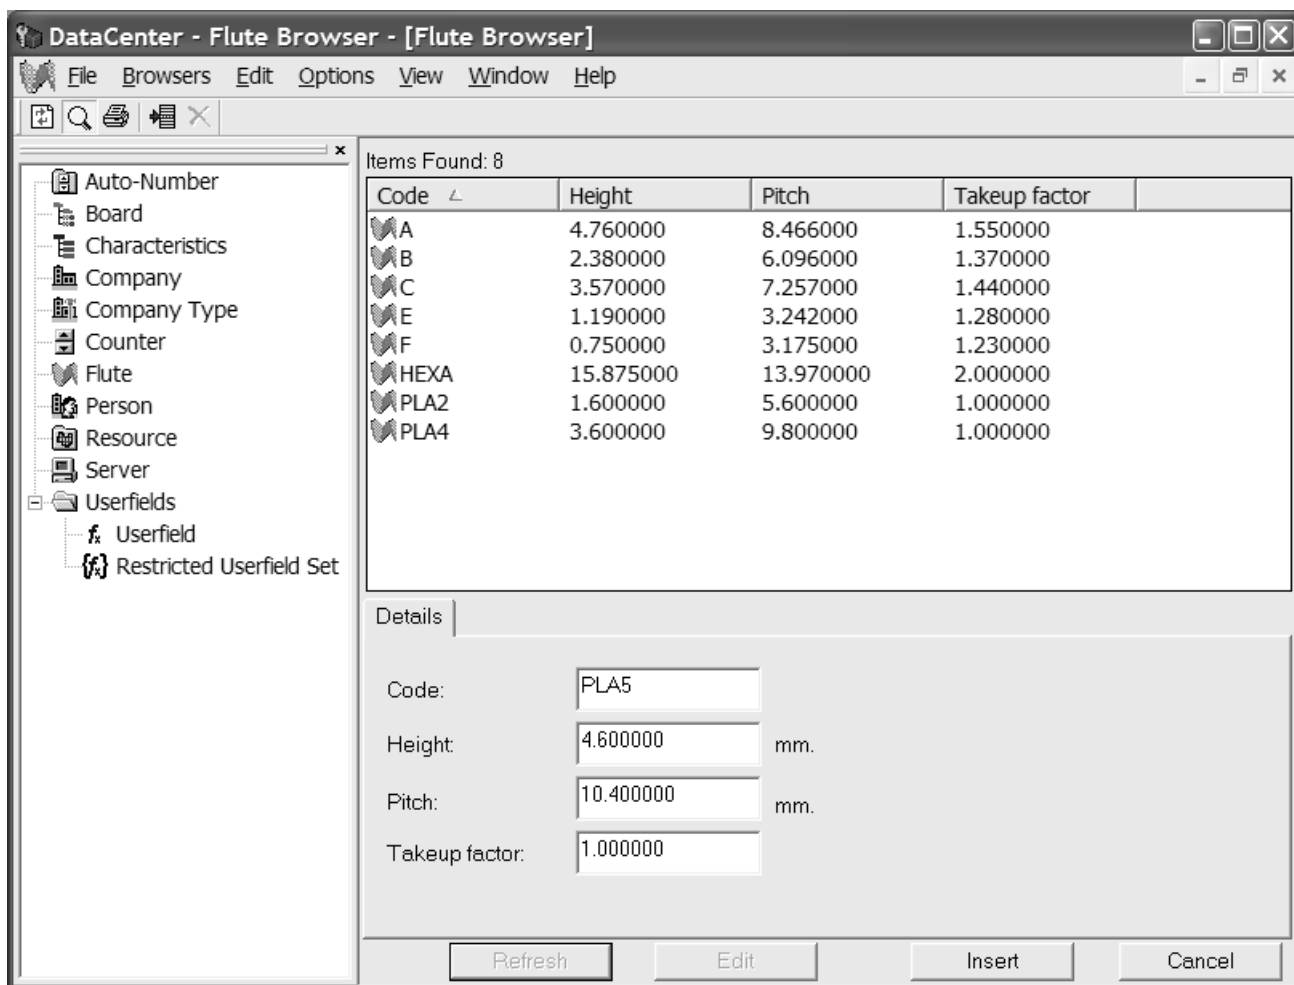 DataCenter - Flute Browser - [Flute Browser]
File Browsers Edit Options View Window Help
Auto-Number
Board
Characteristics
Company
Company Type
Counter
Flute
Person
Resource
Server
Userfields
Userfield
Restricted Userfield Set
Items Found: 8
Code Height Pitch Takeup factor
A 4.760000 8.466000 1.550000
B 2.380000 6.096000 1.370000
C 3.570000 7.257000 1.440000
E 1.190000 3.242000 1.280000
F 0.750000 3.175000 1.230000
HEXA 15.875000 13.970000 2.000000
PLA2 1.600000 5.600000 1.000000
PLA4 3.600000 9.800000 1.000000
Details
Code: PLA5
Height: 4.600000 mm.
Pitch: 10.400000 mm.
Takeup factor: 1.000000
Refresh Edit Insert Cancel